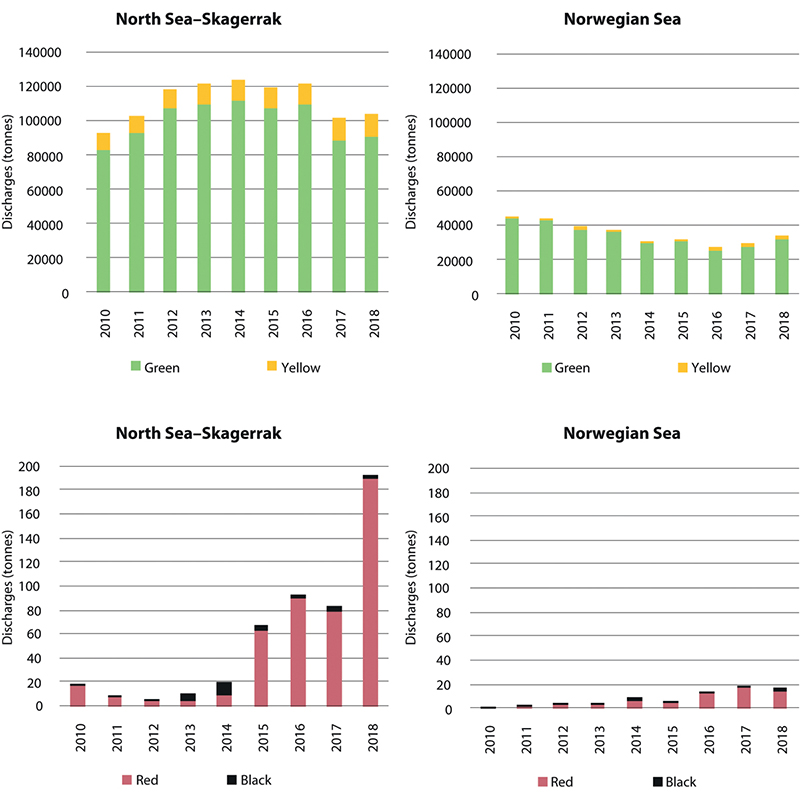 North Sea–Skagerrak
Discharges (tonnes)
140000
120000
100000
80000
60000
40000
20000
0
2010 2011 2012 2013 2014 2015 2016 2017 2018
Green Yellow
Norwegian Sea
Discharges (tonnes)
140000
120000
100000
80000
60000
40000
20000
0
2010 2011 2012 2013 2014 2015 2016 2017 2018
Green Yellow
North Sea–Skagerrak
Discharges (tonnes)
200
180
160
140
120
100
80
60
40
20
0
2010 2011 2012 2013 2014 2015 2016 2017 2018
Red Black
Norwegian Sea
Discharges (tonnes)
200
180
160
140
120
100
80
60
40
20
0
2010 2011 2012 2013 2014 2015 2016 2017 2018
Red Black